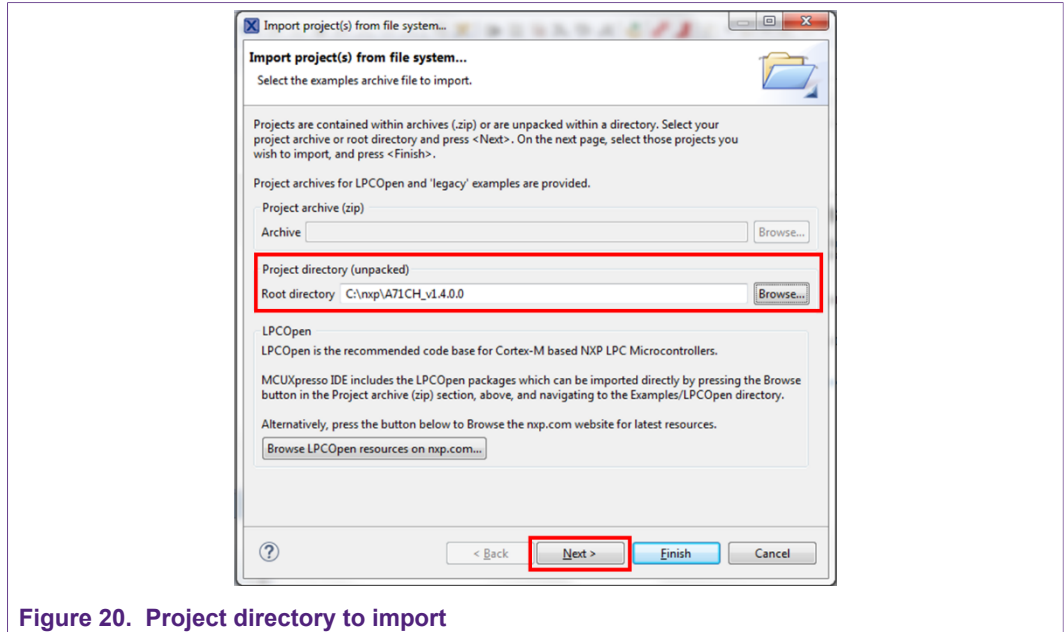 Import project(s) from file system...
Import project(s) from file system...
Select the examples archive file to import.
Projects are contained within archives (.zip) or are unpacked within a directory. Select your
project archive or root directory and press <Next>. On the next page, select those projects you
wish to import, and press <Finish>.
Project archives for LPCOpen and 'legacy' examples are provided.
Project archive (zip)
Archive Browse...
Project directory (unpacked)
Root directory C:\nxp\A71CH_v1.4.0.0 Browse...
LPCOpen
LPCOpen is the recommended code base for Cortex-M based NXP LPC Microcontrollers.
MCUXpresso IDE includes the LPCOpen packages which can be imported directly by pressing the Browse
button in the Project archive (zip) section, above, and navigating to the Examples/LPCOpen directory.
Alternatively, press the button below to Browse the nxp.com website for latest resources.
Browse LPCOpen resources on nxp.com...
? < Back Next > Finish Cancel
Figure 20. Project directory to import